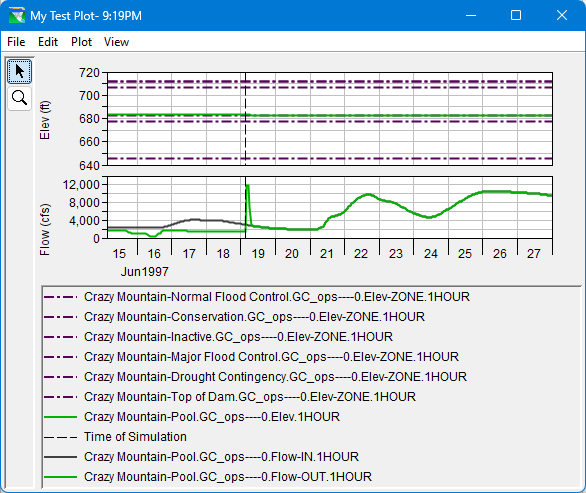 My Test Plot- 9:19PM
File Edit Plot View
720
700
680
660
640
Elev (ft)
12,000
8,000
4,000
0
Flow (cfs)
15 16 17 18 19 20 21 22 23 24 25 26 27
Jun1997
Crazy Mountain-Normal Flood Control.GC_ops----0.Elev-ZONE.1HOUR
Crazy Mountain-Conservation.GC_ops----0.Elev-ZONE.1HOUR
Crazy Mountain-Inactive.GC_ops----0.Elev-ZONE.1HOUR
Crazy Mountain-Major Flood Control.GC_ops----0.Elev-ZONE.1HOUR
Crazy Mountain-Drought Contingency.GC_ops----0.Elev-ZONE.1HOUR
Crazy Mountain-Top of Dam.GC_ops----0.Elev-ZONE.1HOUR
Crazy Mountain-Pool.GC_ops----0.Elev.1HOUR
Time of Simulation
Crazy Mountain-Pool.GC_ops----0.Flow-IN.1HOUR
Crazy Mountain-Pool.GC_ops----0.Flow-OUT.1HOUR